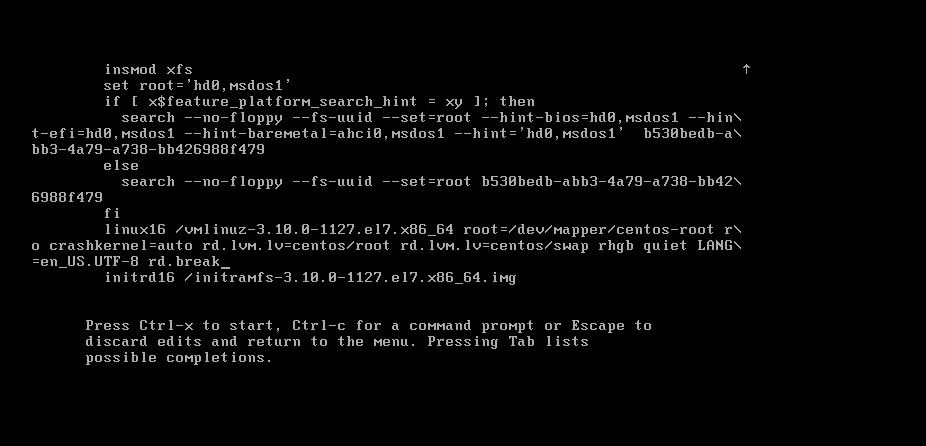 insmod xfs ↑
set root='hd0,msdos1'
if [ x$feature_platform_search_hint = xy ]; then
search --no-floppy --fs-uuid --set=root --hint-bios=hd0,msdos1 --hin\
t-efi=hd0,msdos1 --hint-baremetal=ahci0,msdos1 --hint='hd0,msdos1'  b530bedb-a\
bb3-4a79-a738-bb426988f479
else
search --no-floppy --fs-uuid --set=root b530bedb-abb3-4a79-a738-bb42\
6988f479
fi
linux16 /vmlinuz-3.10.0-1127.el7.x86_64 root=/dev/mapper/centos-root r\
o crashkernel=auto rd.lvm.lv=centos/root rd.lvm.lv=centos/swap rhgb quiet LANG\
=en_US.UTF-8 rd.break_
initrd16 /initramfs-3.10.0-1127.el7.x86_64.img
Press Ctrl-x to start, Ctrl-c for a command prompt or Escape to
discard edits and return to the menu. Pressing Tab lists
possible completions.